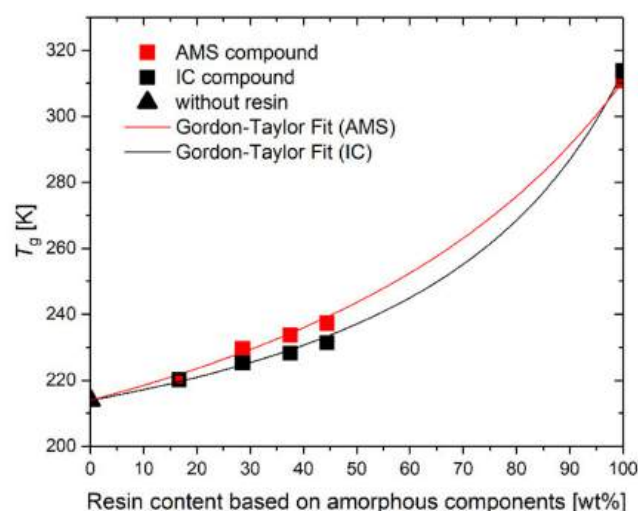 AMS compound
IC compound
without resin
Gordon-Taylor Fit (AMS)
Gordon-Taylor Fit (IC)
320
300
280
260
240
220
200
Tg [K]
0 10 20 30 40 50 60 70 80 90 100
Resin content based on amorphous components [wt%]